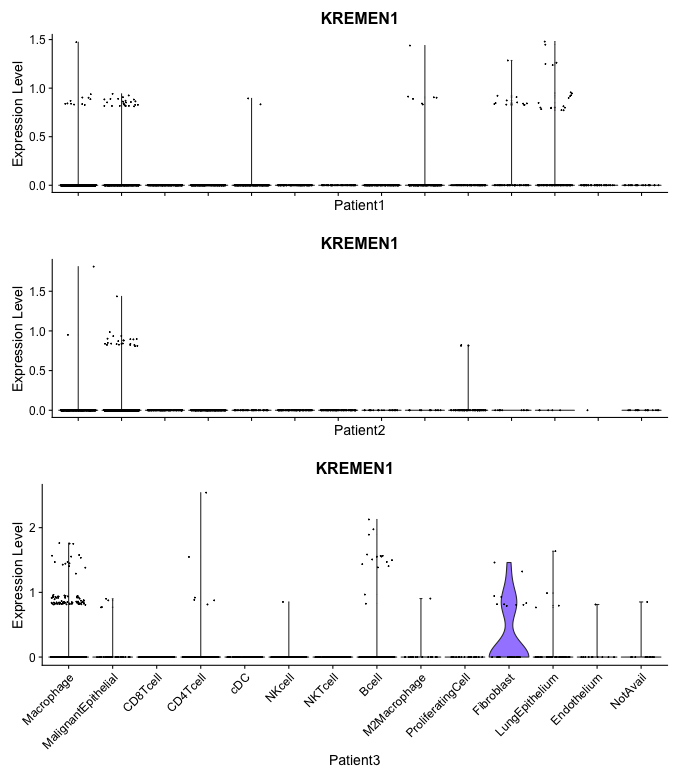 KREMEN1
Expression Level
1.5
1.0
0.5
0.0
Patient1
KREMEN1
Expression Level
1.5
1.0
0.5
0.0
Patient2
KREMEN1
Expression Level
2
1
0
Macrophage
MalignantEpithelial
CD8Tcell
CD4Tcell
cDC
NKcell
NKTcell
Bcell
M2Macrophage
ProliferatingCell
Fibroblast
LungEpithelium
Endothelium
NotAvail
Patient3